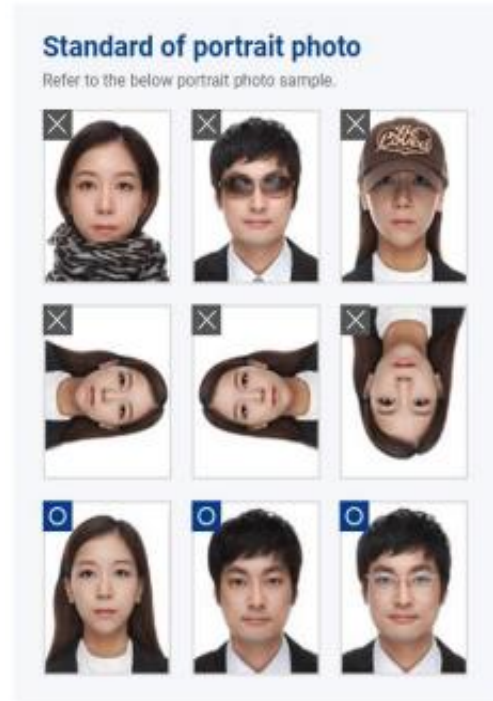 Standard of portrait photo
Refer to the below portrait photo sample.